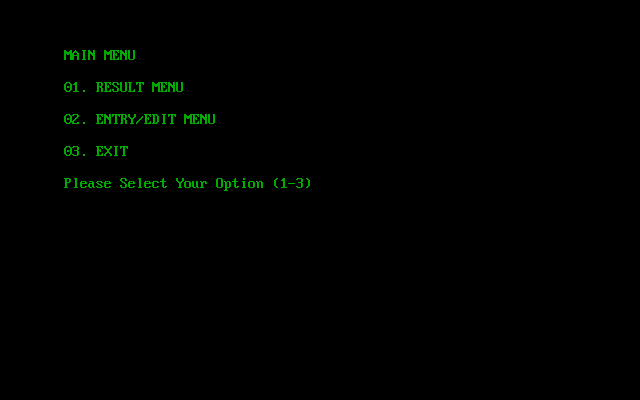 MAIN MENU
01. RESULT MENU
02. ENTRY/EDIT MENU
03. EXIT
Please Select Your Option (1-3)